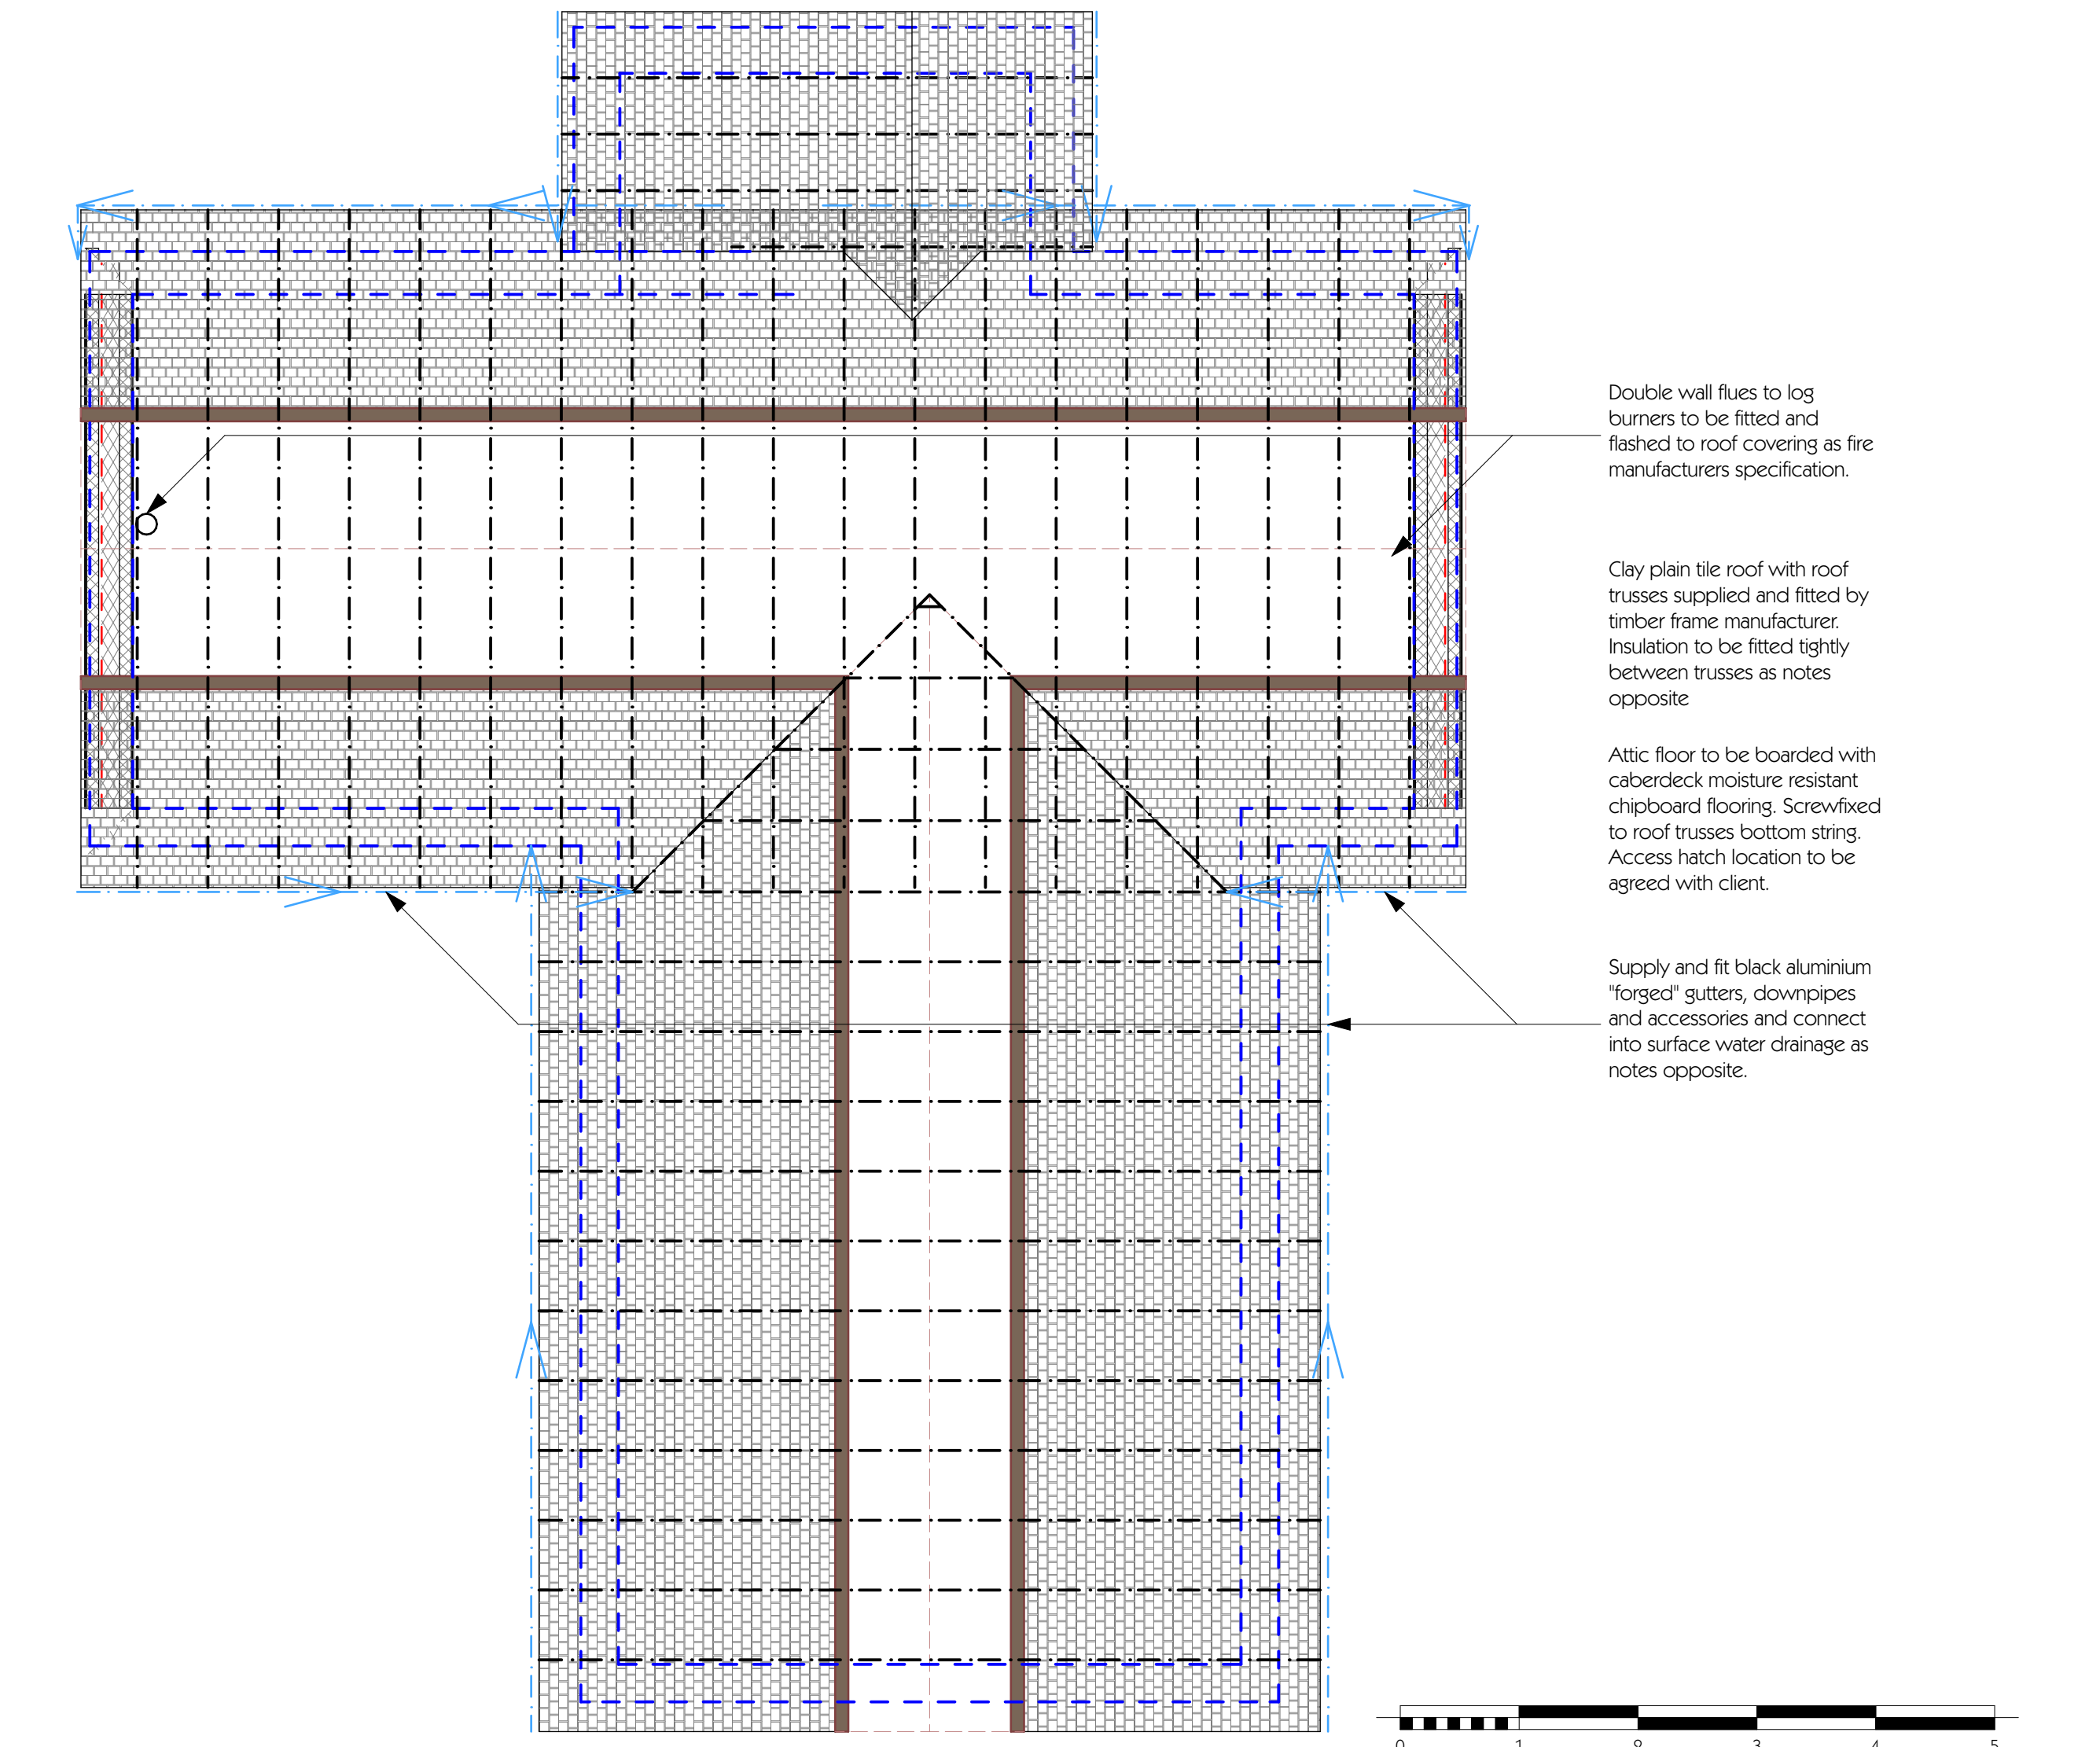 Double wall flues to log
burners to be fitted and
flashed to roof covering as fire
manufacturers specification.
Clay plain tile roof with roof
trusses supplied and fitted by
timber frame manufacturer.
Insulation to be fitted tightly
between trusses as notes
opposite
Attic floor to be boarded with
caberdeck moisture resistant
chipboard flooring. Screwfixed
to roof trusses bottom string.
Access hatch location to be
agreed with client.
Supply and fit black aluminium
"forged" gutters, downpipes
and accessories and connect
into surface water drainage as
notes opposite.
0 1 2 3 4 5